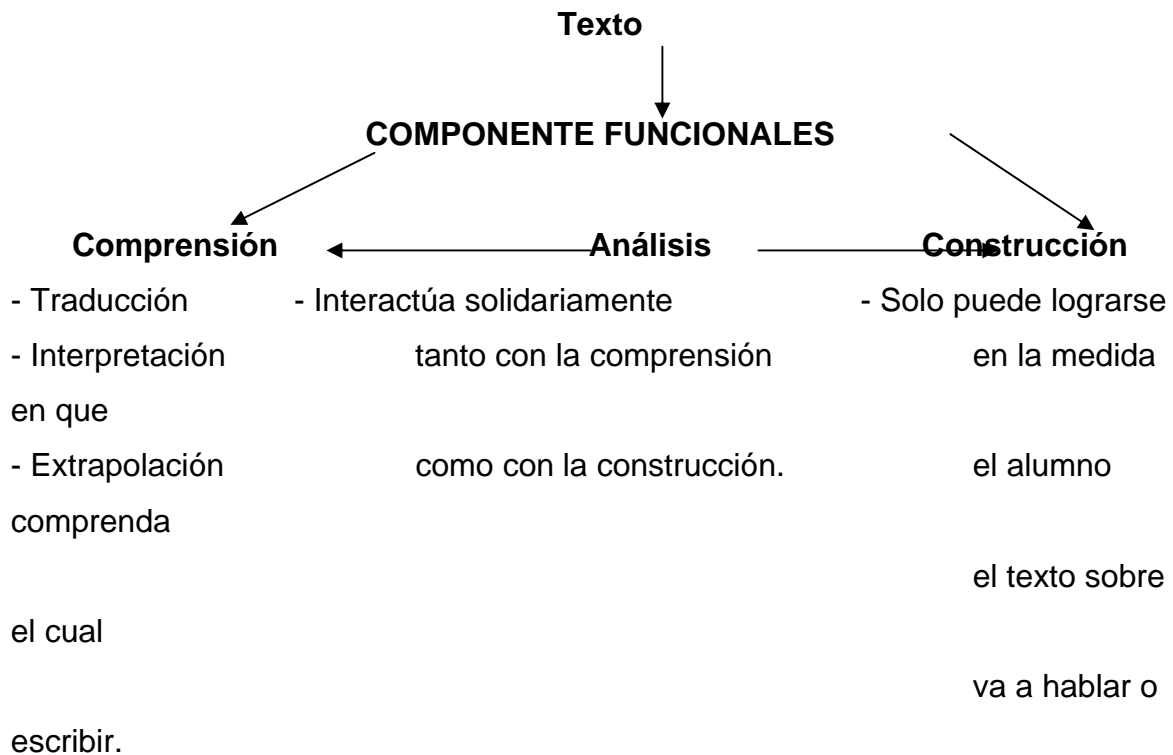 Texto
COMPONENTE FUNCIONALES
Comprensión Análisis Construcción
- Traducción - Interactúa solidariamente - Solo puede lograrse
- Interpretación tanto con la comprensión en la medida
en que
- Extrapolación como con la construcción. el alumno
comprenda
el texto sobre
el cual
va a hablar o
escribir.